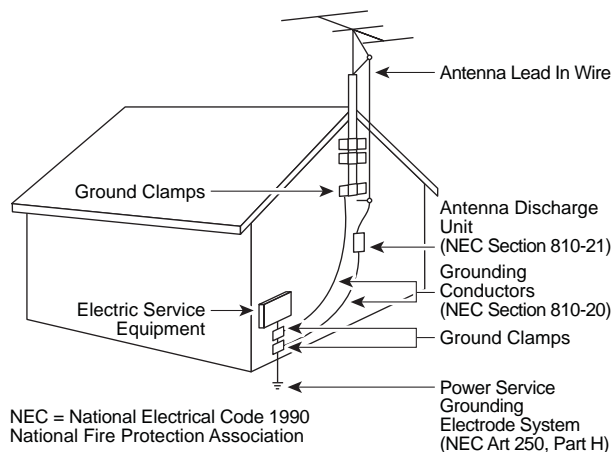 Antenna Lead In Wire
Ground Clamps
Antenna Discharge
Unit
(NEC Section 810-21)
Grounding
Conductors
(NEC Section 810-20)
Electric Service
Equipment
Ground Clamps
Power Service
Grounding
Electrode System
(NEC Art 250, Part H)
NEC = National Electrical Code 1990
National Fire Protection Association